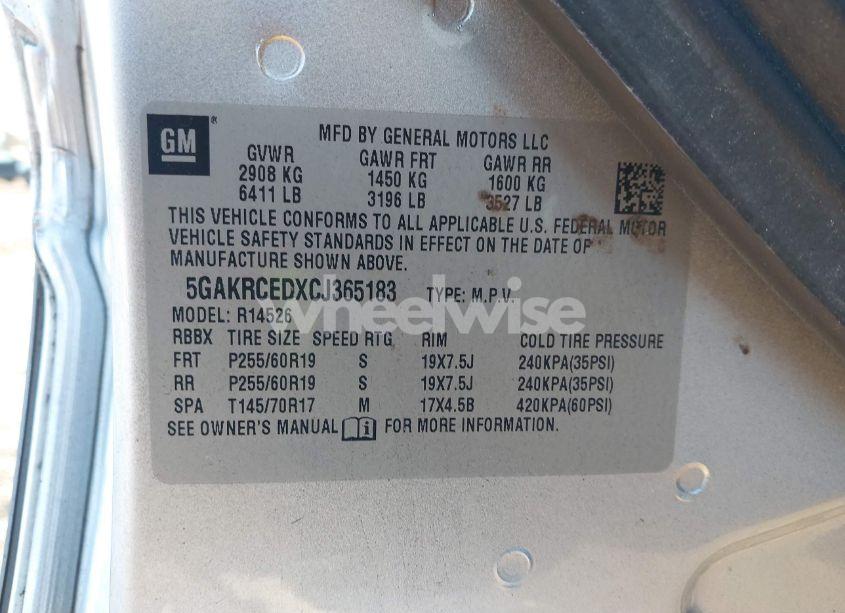 GM
MFD BY GENERAL MOTORS LLC
GVWR GAWR FRT GAWR RR
2908 KG 1450 KG 1600 KG
6411 LB 3196 LB 3527 LB
THIS VEHICLE CONFORMS TO ALL APPLICABLE U.S. FEDERAL MOTOR
VEHICLE SAFETY STANDARDS IN EFFECT ON THE DATE OF
MANUFACTURE SHOWN ABOVE.
5GAKRCEDXCJ365183 TYPE: M.P.V.
MODEL: R14526
wheelwise
RBBX TIRE SIZE SPEED RTG RIM COLD TIRE PRESSURE
FRT P255/60R19 S 19X7.5J 240KPA(35PSI)
RR P255/60R19 S 19X7.5J 240KPA(35PSI)
SPA T145/70R17 M 17X4.5B 420KPA(60PSI)
SEE OWNER'S MANUAL FOR MORE INFORMATION.